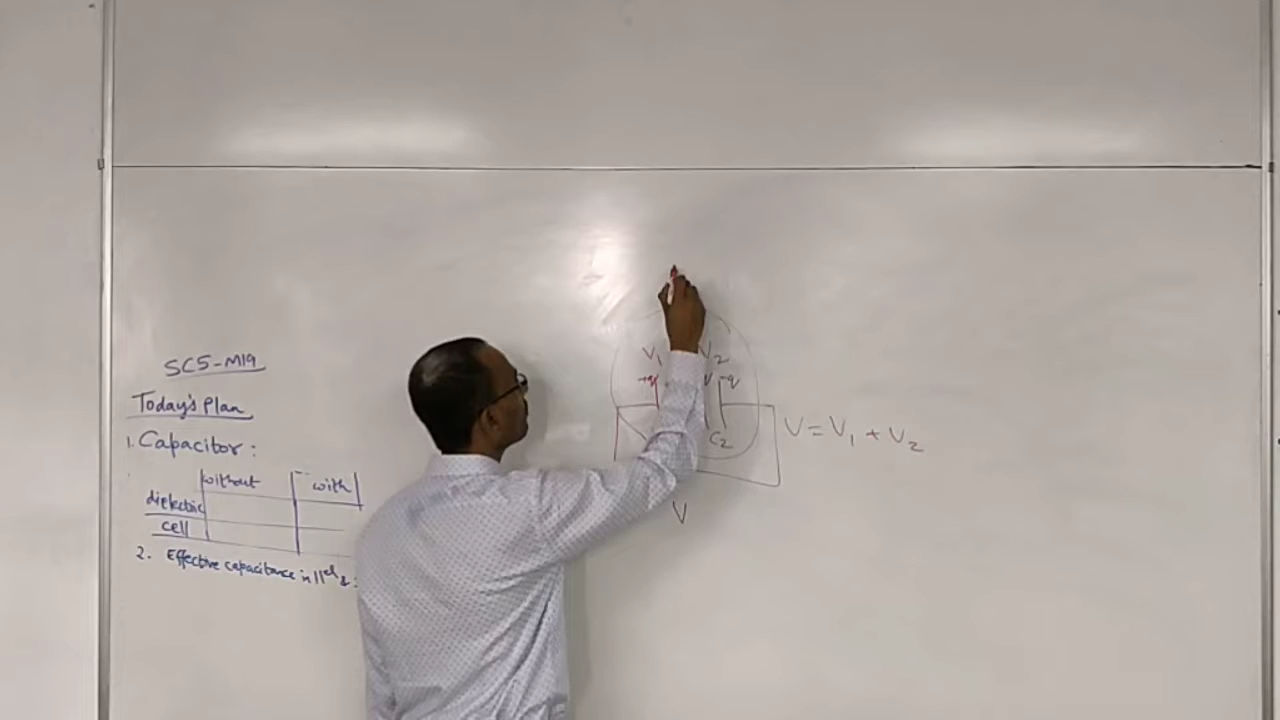 SC5-M19
Today's Plan
1. Capacitor:
without with
dielectric
cell
2. Effective capacitance in ||el &
V1 V2
+q -q
C2
V = V1 + V2
V